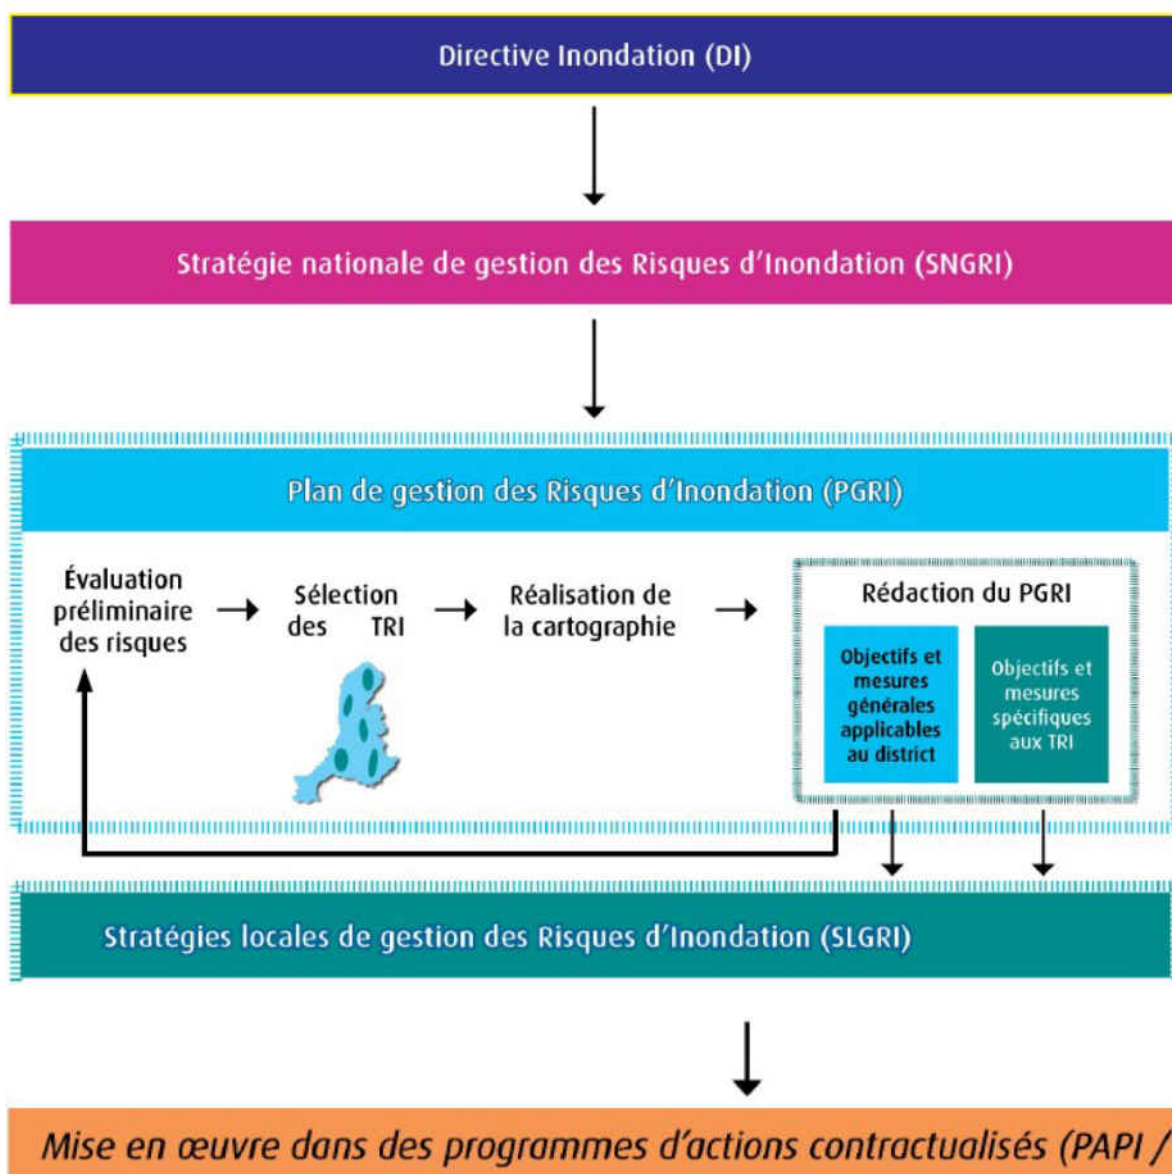 Directive Inondation (DI)
Stratégie nationale de gestion des Risques d'Inondation (SNGRI)
Plan de gestion des Risques d'Inondation (PGRI)
Évaluation
préliminaire
des risques
Sélection
des TRI
Réalisation de
la cartographie
Rédaction du PGRI
Objectifs et
mesures
générales
applicables
au district
Objectifs et
mesures
spécifiques
aux TRI
Stratégies locales de gestion des Risques d'Inondation (SLGRI)
Mise en œuvre dans des programmes d'actions contractualisés (PAPI /